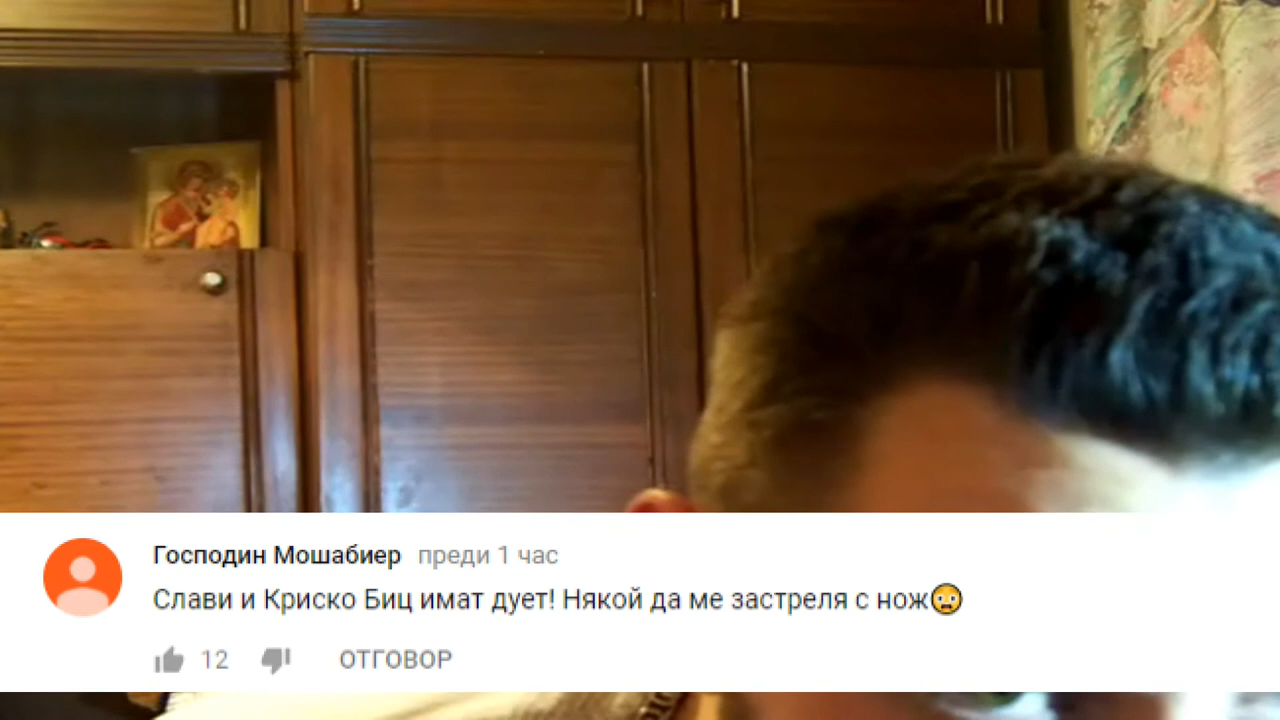 Господин Мошабиер преди 1 час
Слави и Криско Биц имат дует! Някой да ме застреля с нож😳
12 ОТГОВОР